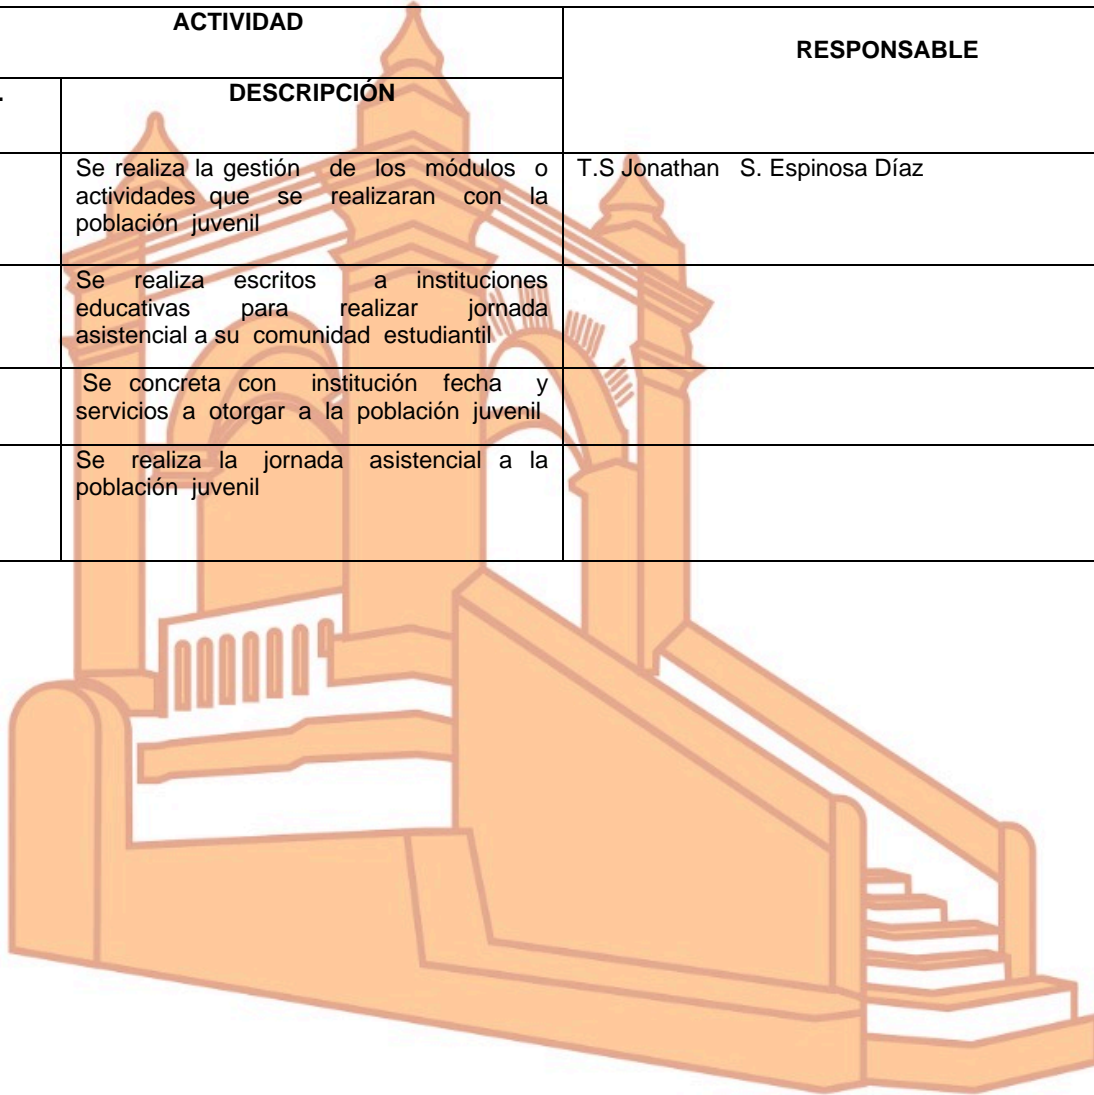 ACTIVIDAD
RESPONSABLE
.
DESCRIPCIÓN
Se realiza la gestión de los módulos o
actividades que se realizaran con la
población juvenil
T.S Jonathan S. Espinosa Díaz
Se realiza escritos a instituciones
educativas para realizar jornada
asistencial a su comunidad estudiantil
Se concreta con institución fecha y
servicios a otorgar a la población juvenil
Se realiza la jornada asistencial a la
población juvenil